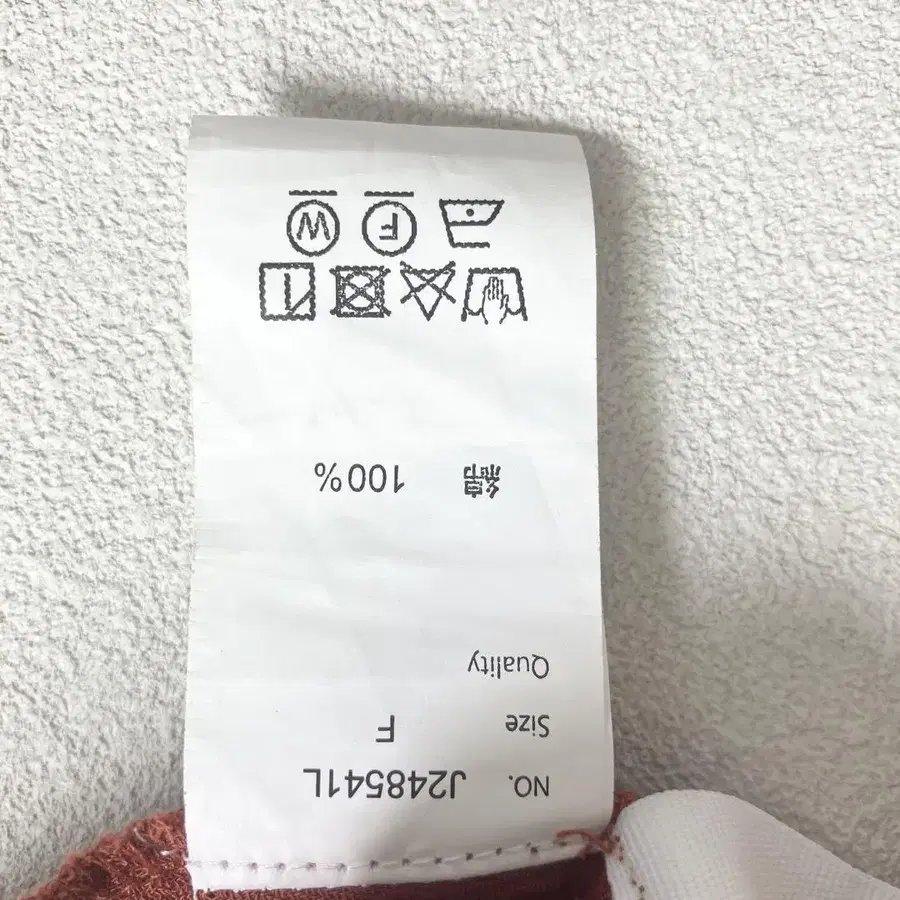 NO. J248541L
Size F
Quality
綿 100%
F W